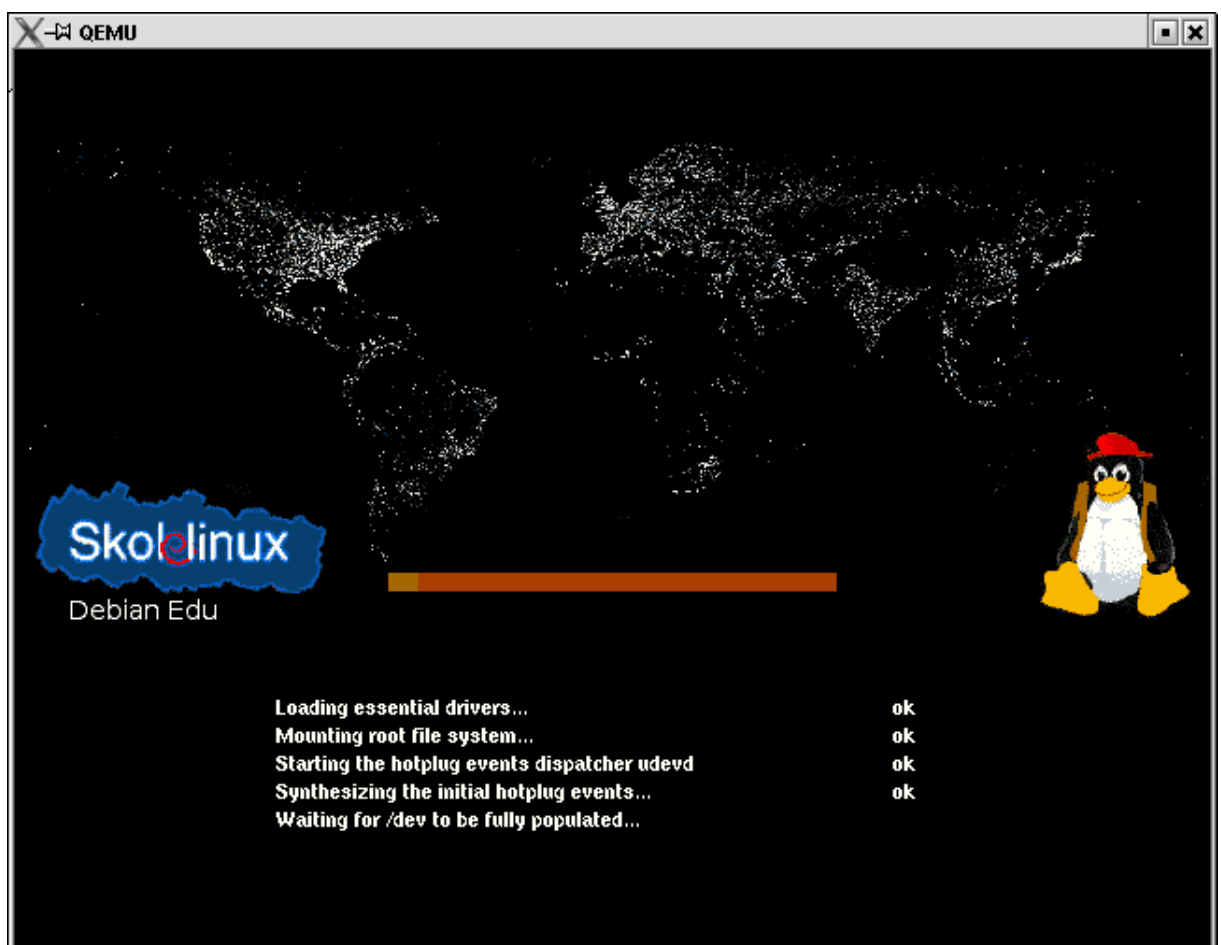 QEMU
Skolelinux
Debian Edu
Loading essential drivers... ok
Mounting root file system... ok
Starting the hotplug events dispatcher udevd ok
Synthesizing the initial hotplug events... ok
Waiting for /dev to be fully populated...